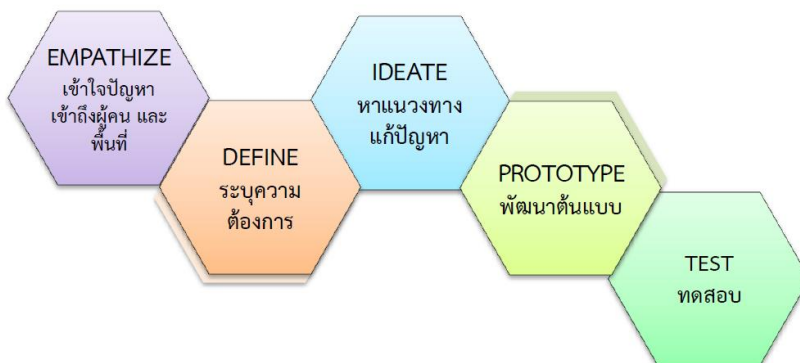 EMPATHIZE
เข้าใจปัญหา
เข้าถึงผู้คน และ
พื้นที่
DEFINE
ระบุความ
ต้องการ
IDEATE
หาแนวงทาง
แก้ปัญหา
PROTOTYPE
พัฒนาต้นแบบ
TEST
ทดสอบ